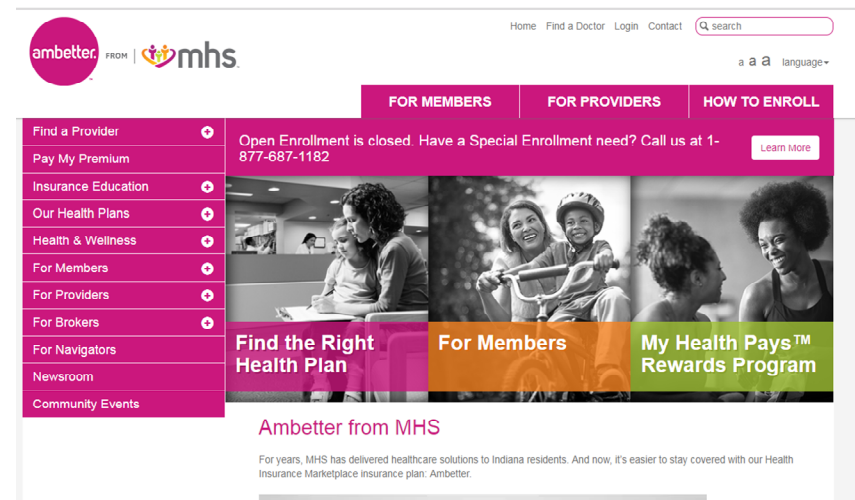 Home Find a Doctor Login Contact search
ambetter. FROM mhs.
a a a language
FOR MEMBERS FOR PROVIDERS HOW TO ENROLL
Find a Provider
Pay My Premium
Insurance Education
Our Health Plans
Health & Wellness
For Members
For Providers
For Brokers
For Navigators
Newsroom
Community Events
Open Enrollment is closed. Have a Special Enrollment need? Call us at 1-
877-687-1182
Learn More
Find the Right
Health Plan
For Members
My Health Pays™
Rewards Program
Ambetter from MHS
For years, MHS has delivered healthcare solutions to Indiana residents. And now, it's easier to stay covered with our Health
Insurance Marketplace insurance plan: Ambetter.